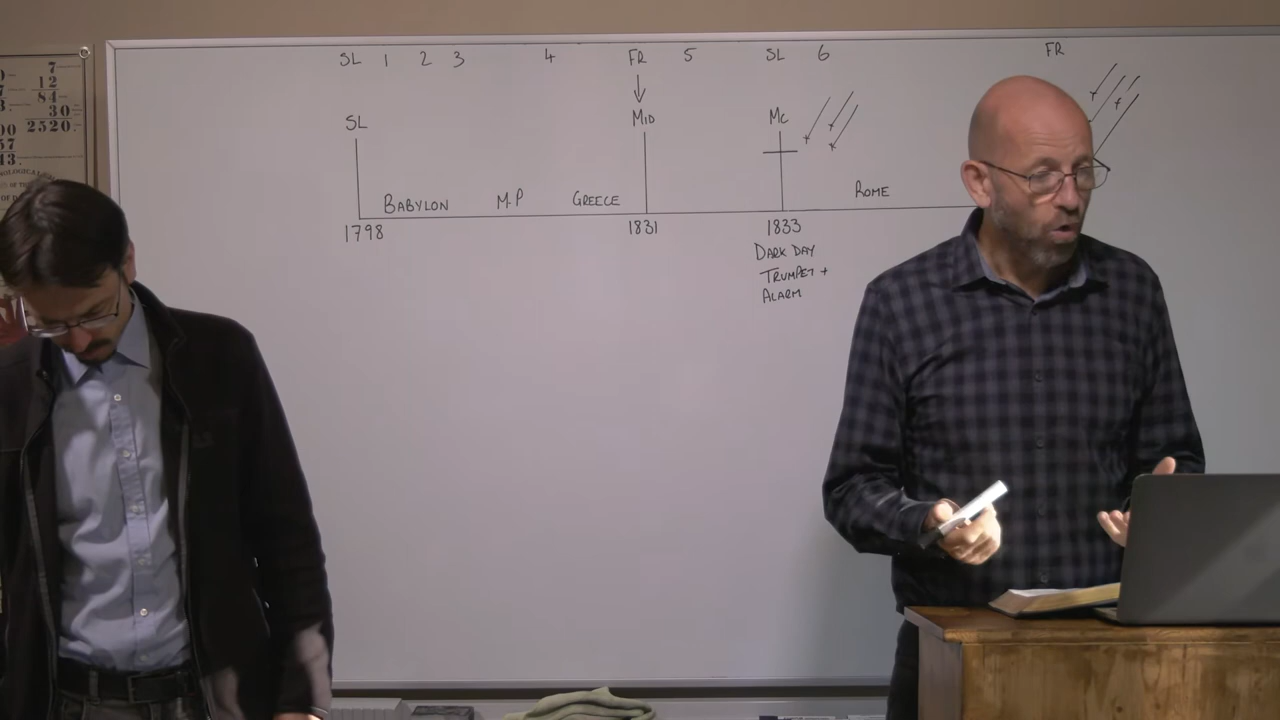 SL 1 2 3 4 FR 5 SL 6 FR
SL MID MC
BABYLON M.P GREECE ROME
1798 1831 1833
DARK DAY
TRUMPET +
ALARM
7
12
84
30
2520